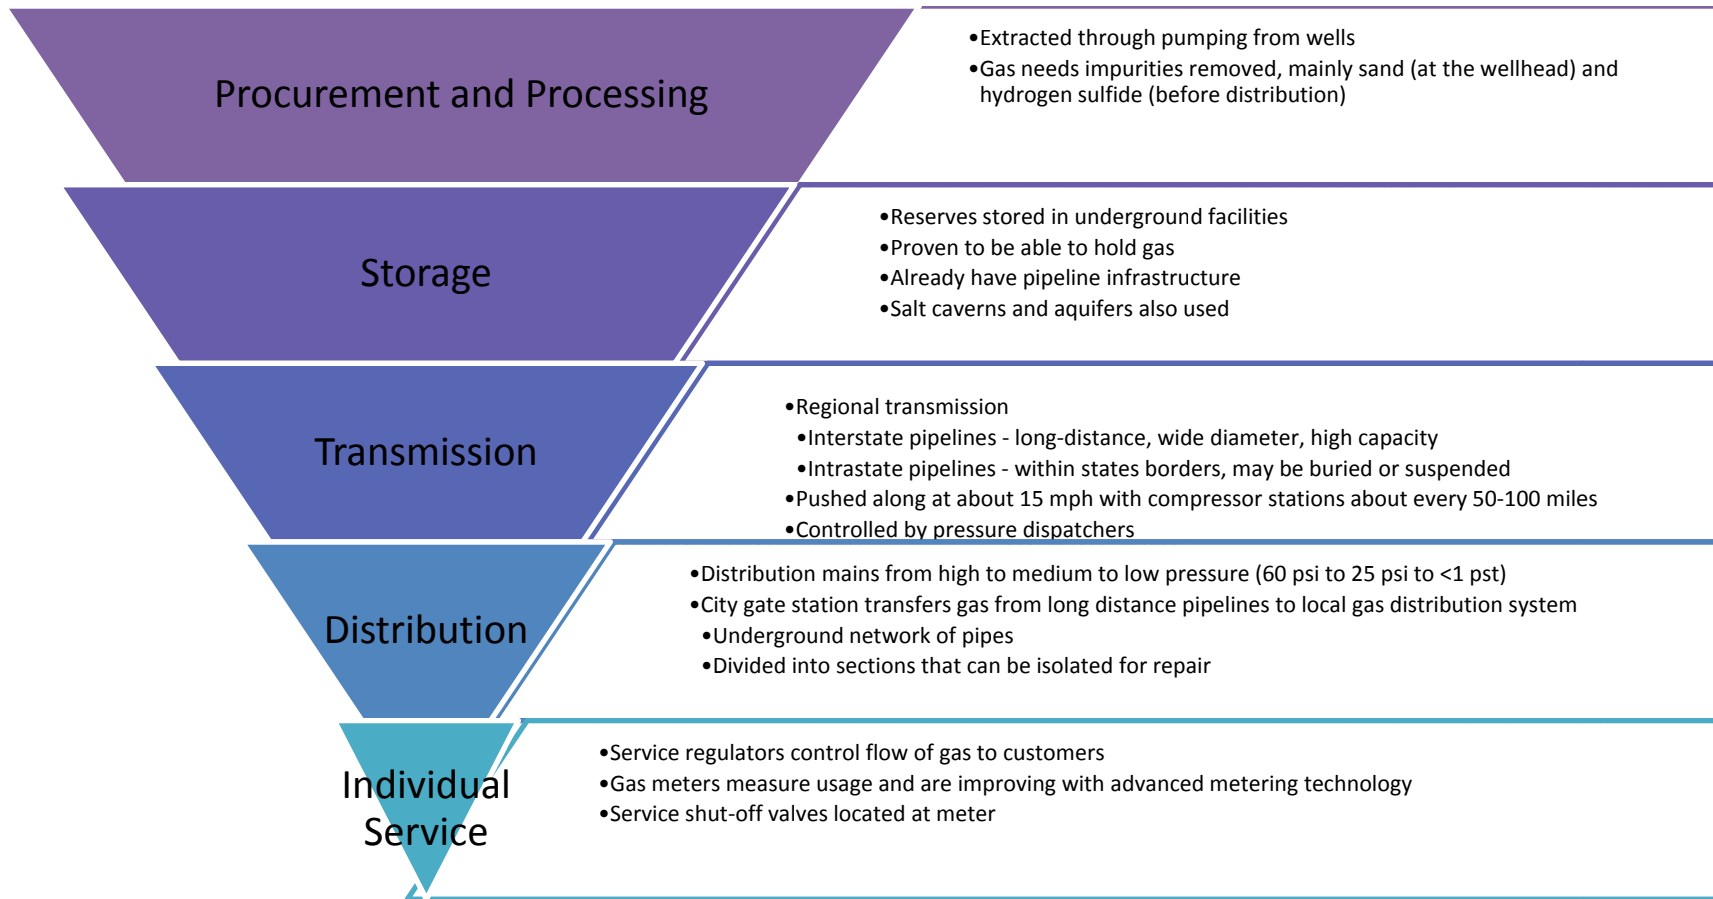 Procurement and Processing
•Extracted through pumping from wells
•Gas needs impurities removed, mainly sand (at the wellhead) and
hydrogen sulfide (before distribution)
Storage
•Reserves stored in underground facilities
•Proven to be able to hold gas
•Already have pipeline infrastructure
•Salt caverns and aquifers also used
Transmission
•Regional transmission
•Interstate pipelines - long-distance, wide diameter, high capacity
•Intrastate pipelines - within states borders, may be buried or suspended
•Pushed along at about 15 mph with compressor stations about every 50-100 miles
•Controlled by pressure dispatchers
Distribution
•Distribution mains from high to medium to low pressure (60 psi to 25 psi to <1 pst)
•City gate station transfers gas from long distance pipelines to local gas distribution system
•Underground network of pipes
•Divided into sections that can be isolated for repair
Individual
Service
•Service regulators control flow of gas to customers
•Gas meters measure usage and are improving with advanced metering technology
•Service shut-off valves located at meter